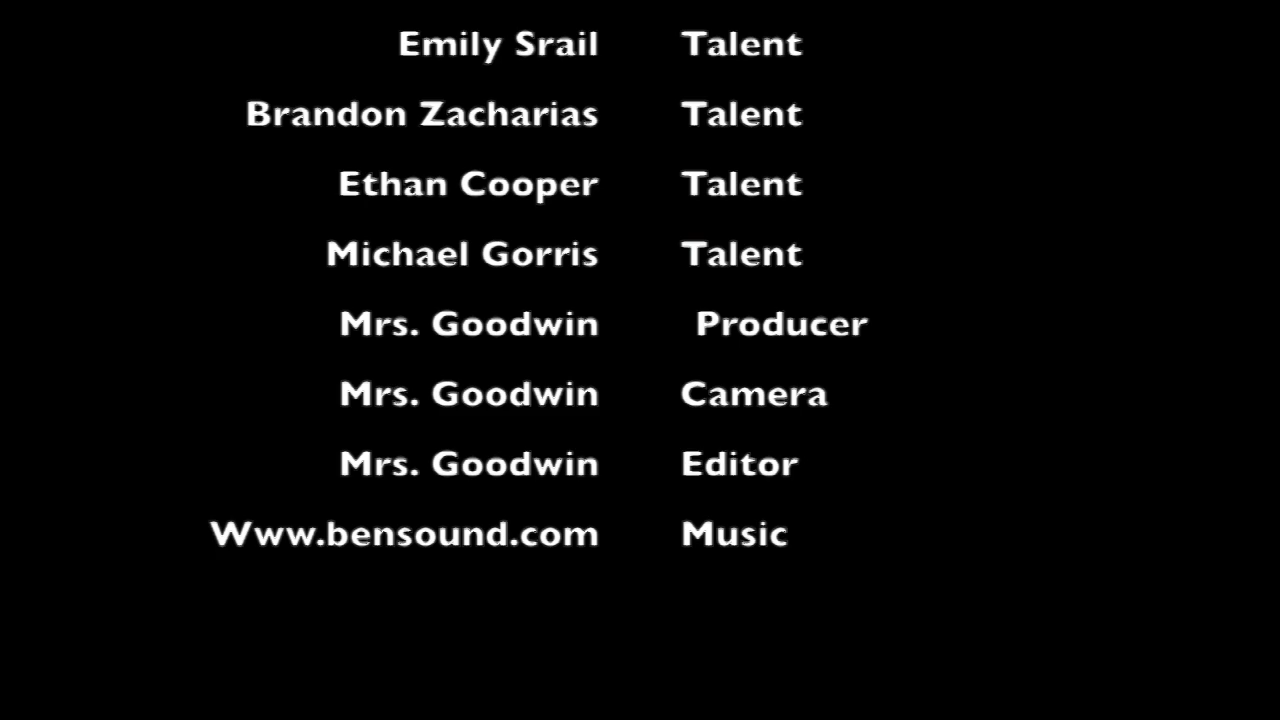 Emily Srail Talent
Brandon Zacharias Talent
Ethan Cooper Talent
Michael Gorris Talent
Mrs. Goodwin Producer
Mrs. Goodwin Camera
Mrs. Goodwin Editor
Www.bensound.com Music